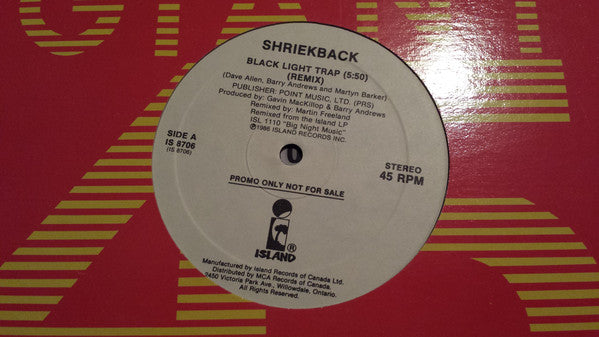 GIANT
45
SHRIEKBACK
BLACK LIGHT TRAP (5:50)
(REMIX)
(Dave Allen, Barry Andrews and Martyn Barker)
PUBLISHER: POINT MUSIC, LTD. (PRS)
Produced by: Gavin MacKillop & Barry Andrews
Remixed by: Martin Freeland
Remixed from the Island LP
ISL 1110 "Big Night Music"
℗1986 ISLAND RECORDS INC.
SIDE A
IS 8706
(IS 8706)
STEREO
45 RPM
PROMO ONLY NOT FOR SALE
i
®
ISLAND
Manufactured by Island Records of Canada Ltd.
Distributed by MCA Records of Canada.
2450 Victoria Park Ave., Willowdale, Ontario.
All Rights Reserved.